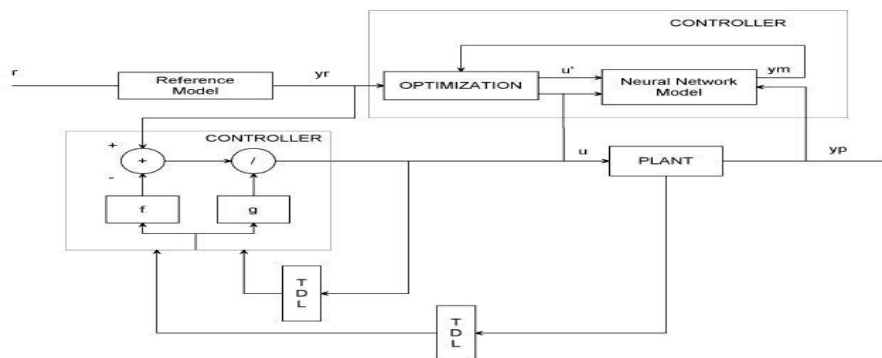 CONTROLLER
r
Reference
Model
yr
OPTIMIZATION
u'
Neural Network
Model
ym
CONTROLLER
+
+
/
-
f
g
u
PLANT
yp
T
D
L
T
D
L